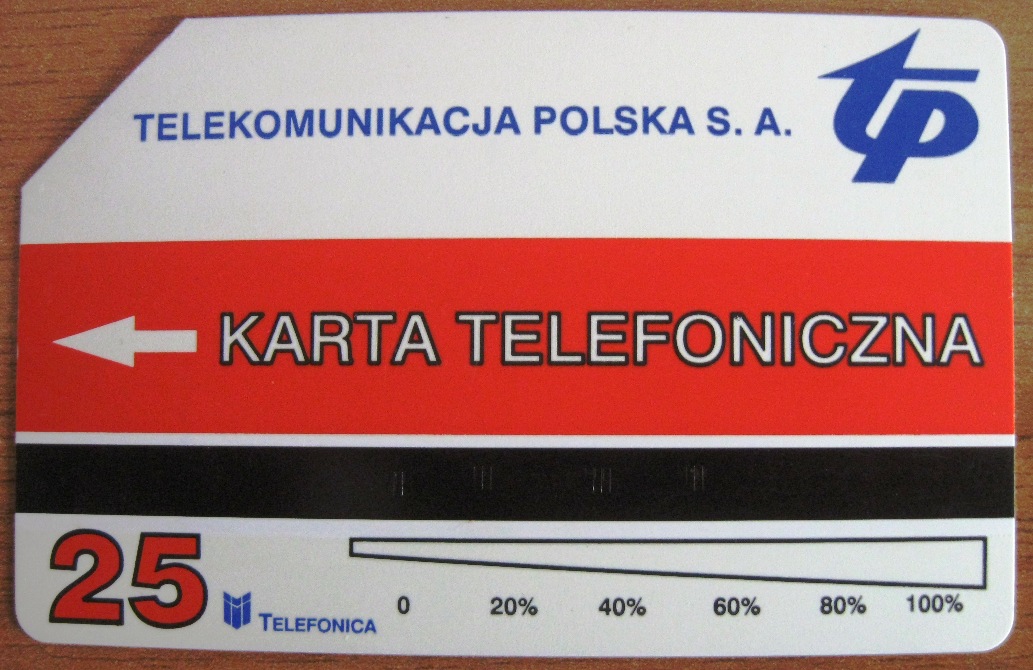 TELEKOMUNIKACJA POLSKA S. A.
tp
KARTA TELEFONICZNA
25
TELEFONICA
0 20% 40% 60% 80% 100%